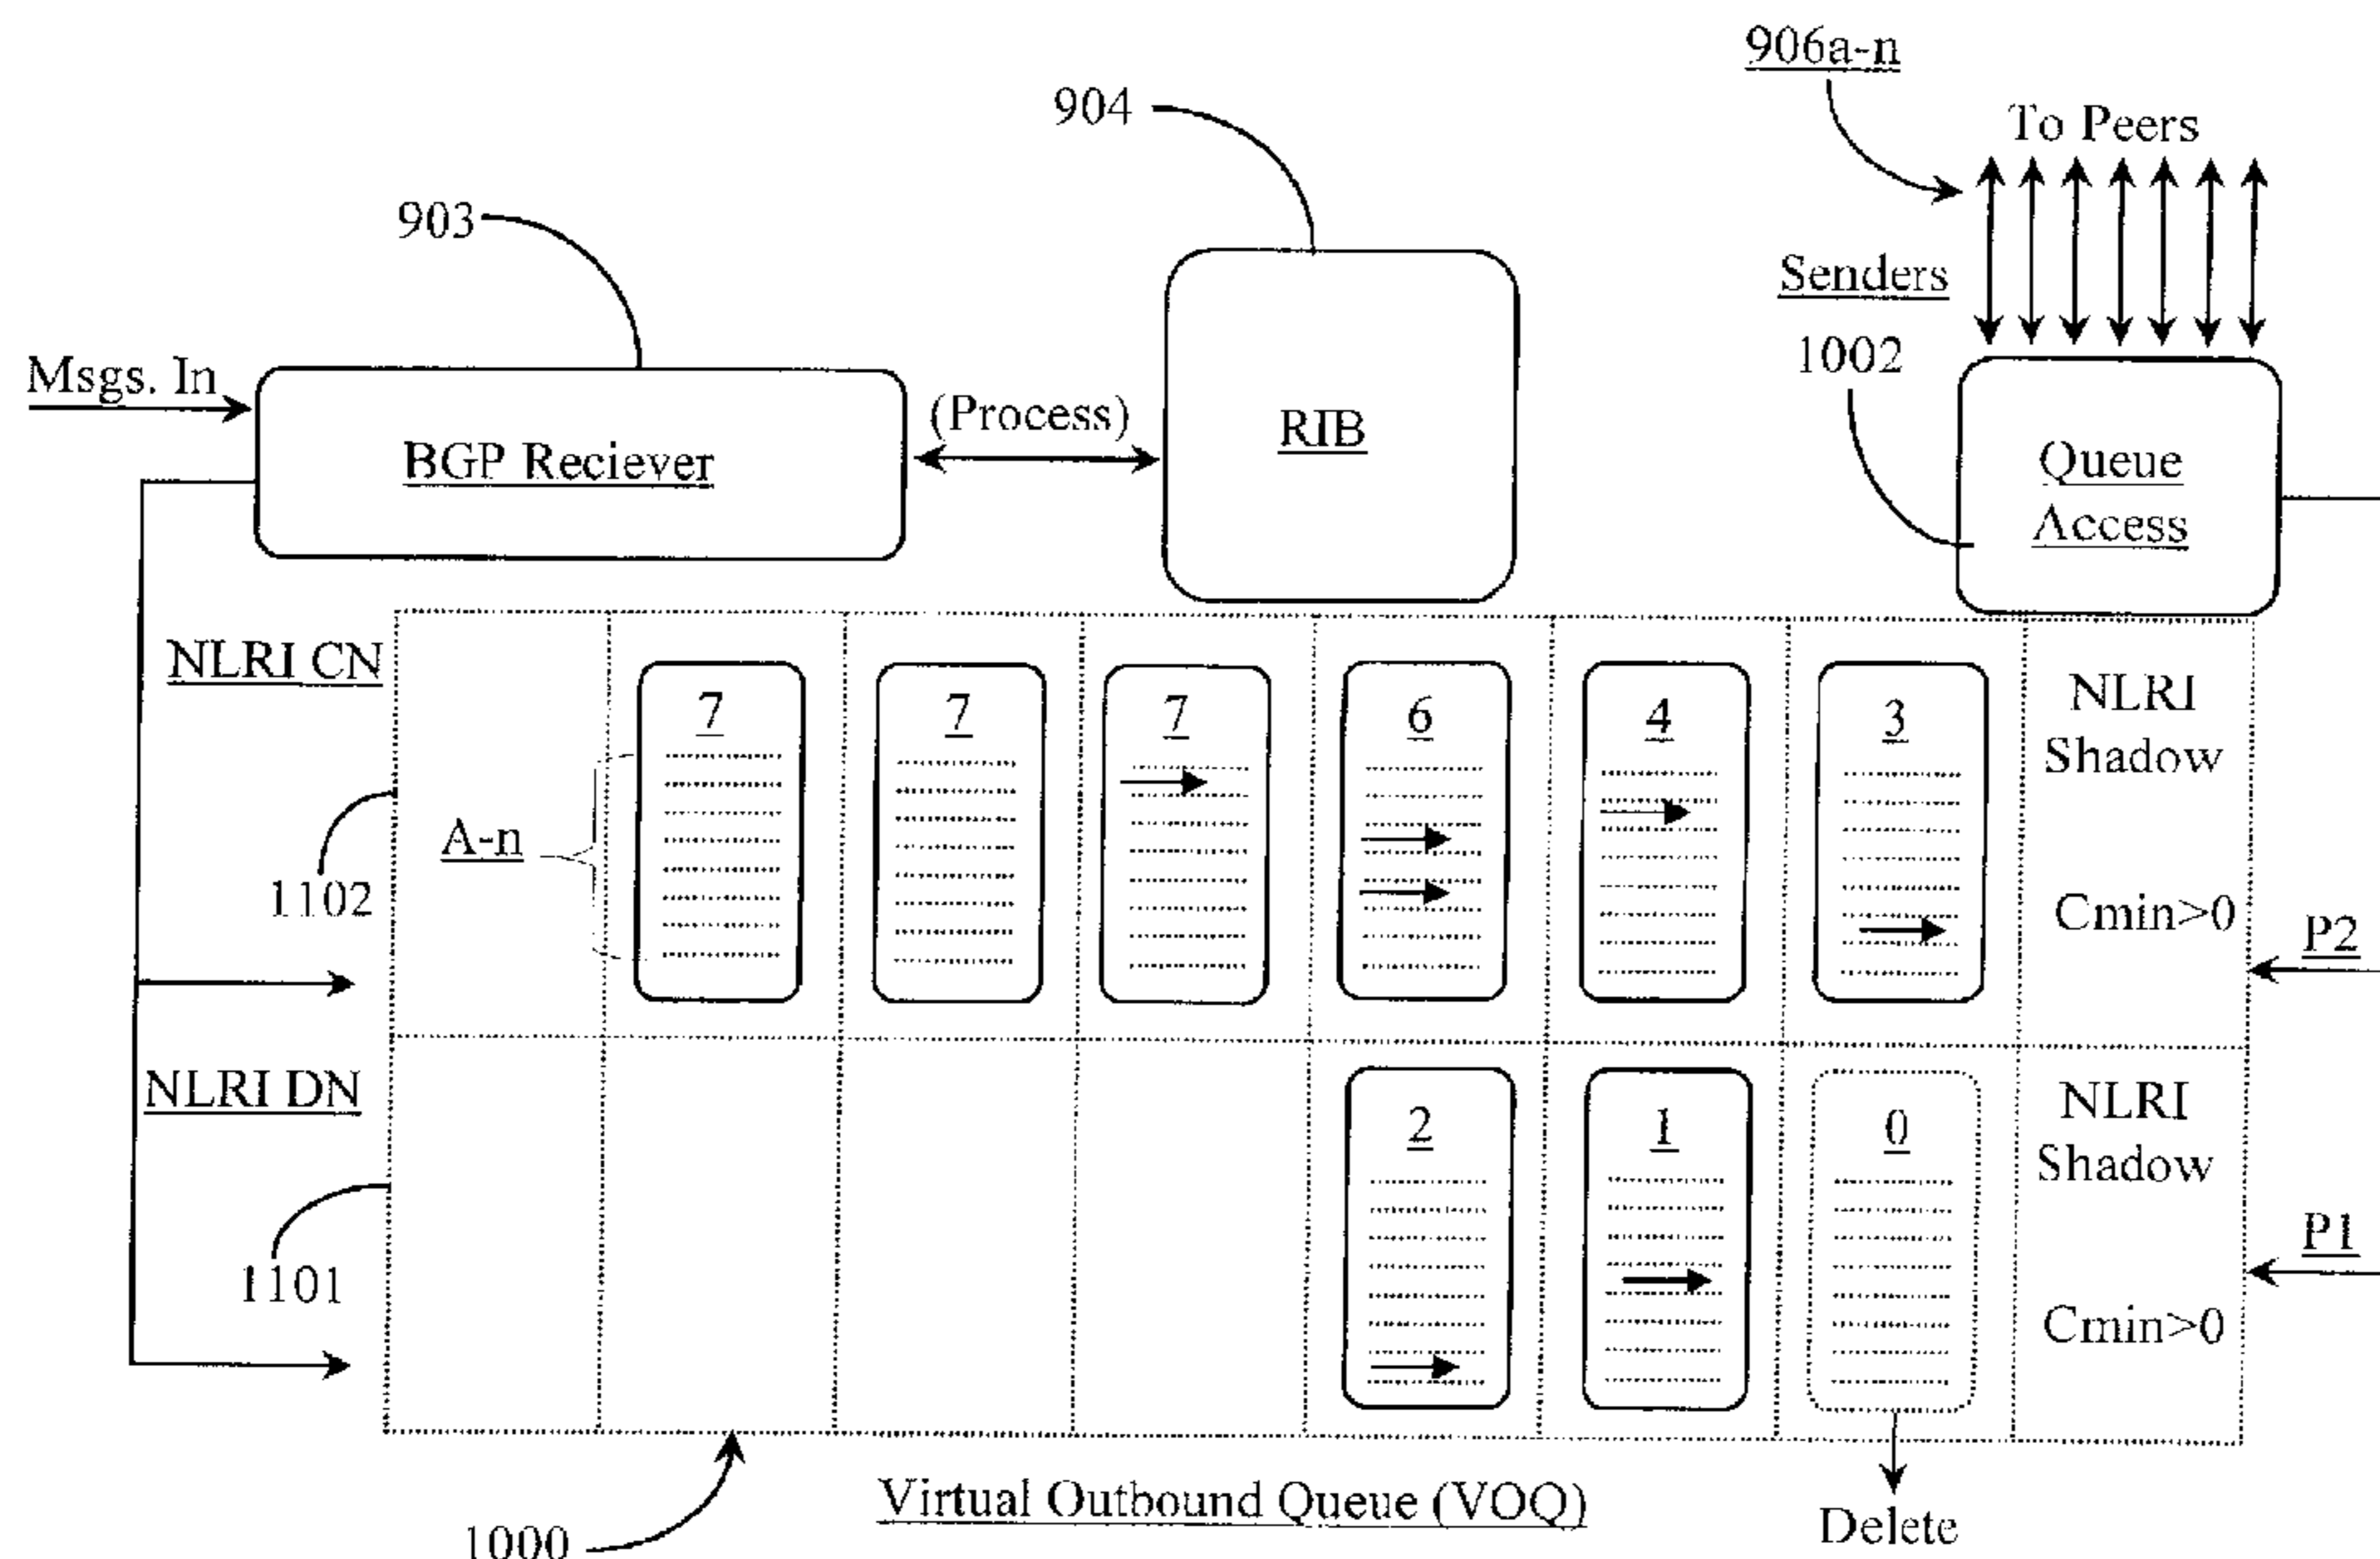 906a-n
904
To Peers
903
Senders
1002
Msgs. In
(Process)
RIB
BGP Reciever
Queue
Access
NLRI CN
7
7
7
6
4
3
NLRI
Shadow
A-n
1102
Cmin>0
P2
NLRI DN
2
1
0
NLRI
Shadow
1101
P1
Cmin>0
Virtual Outbound Queue (VOQ)
Delete
1000